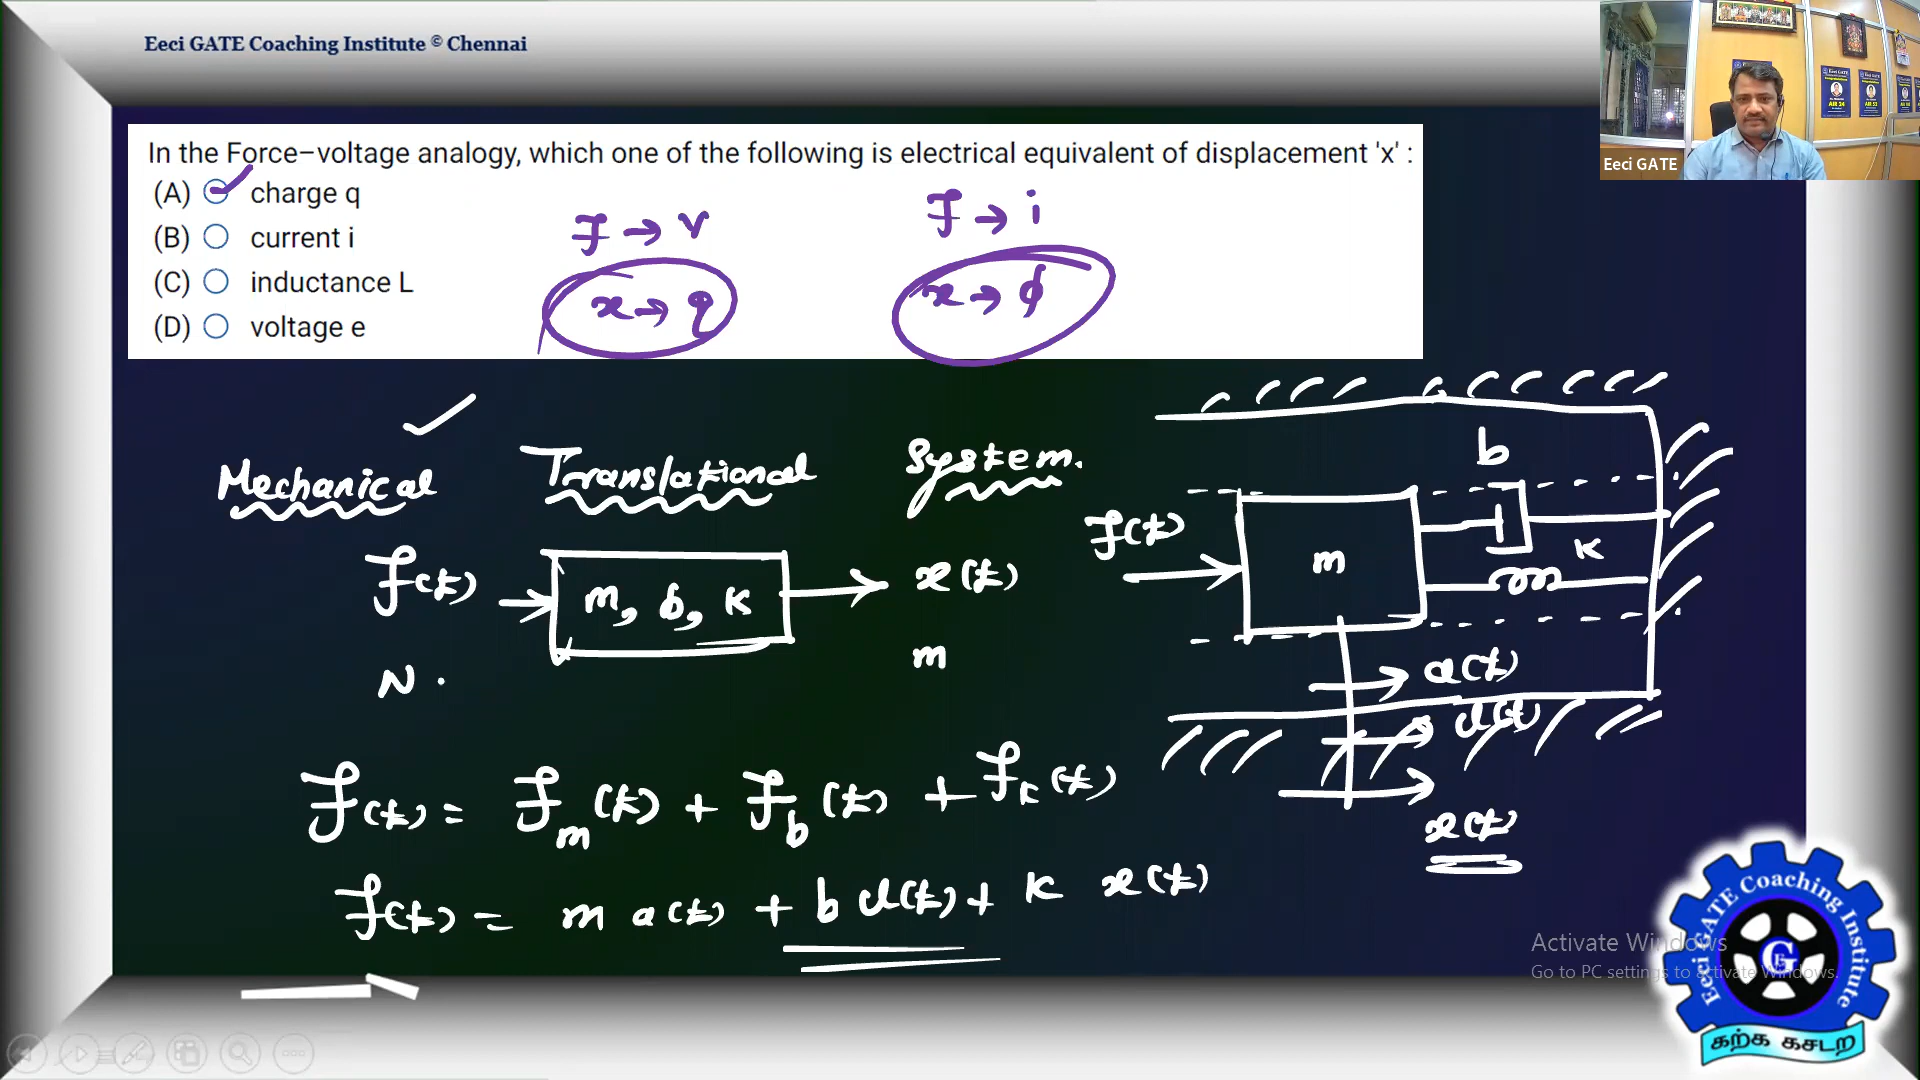 Eeci GATE Coaching Institute © Chennai
Eeci GATE
In the Force–voltage analogy, which one of the following is electrical equivalent of displacement 'x' :
(A) charge q
(B) current i
(C) inductance L
(D) voltage e
f → v
x → q
f → i
x → ϕ
Mechanical Translational System.
f(t) → m, b, k → x(t)
N. m
f(t) = fm(t) + fb(t) + fk(t)
f(t) = m a(t) + b v(t) + k x(t)
f(t)
m
b
k
a(t)
v(t)
x(t)
Activate Windows
Go to PC settings to activate Windows.
Eeci GATE Coaching Institute
கற்க கசடற